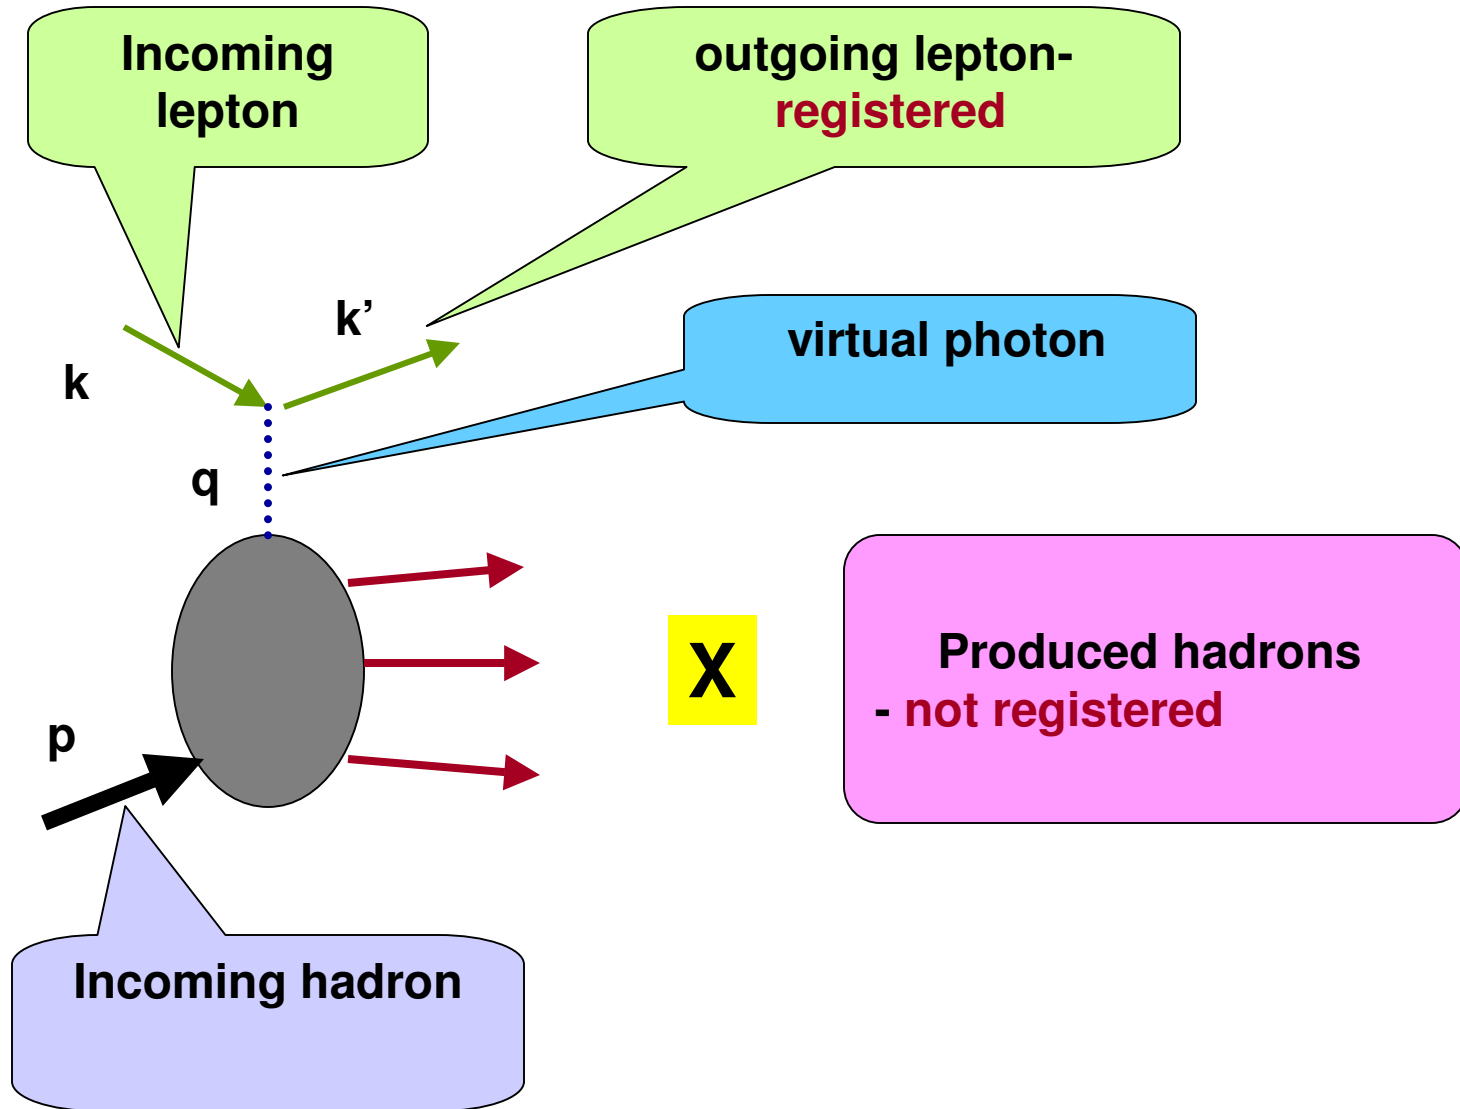 Incoming
lepton
outgoing lepton-
registered
k’
virtual photon
k
q
Produced hadrons
- not registered
X
p
Incoming hadron